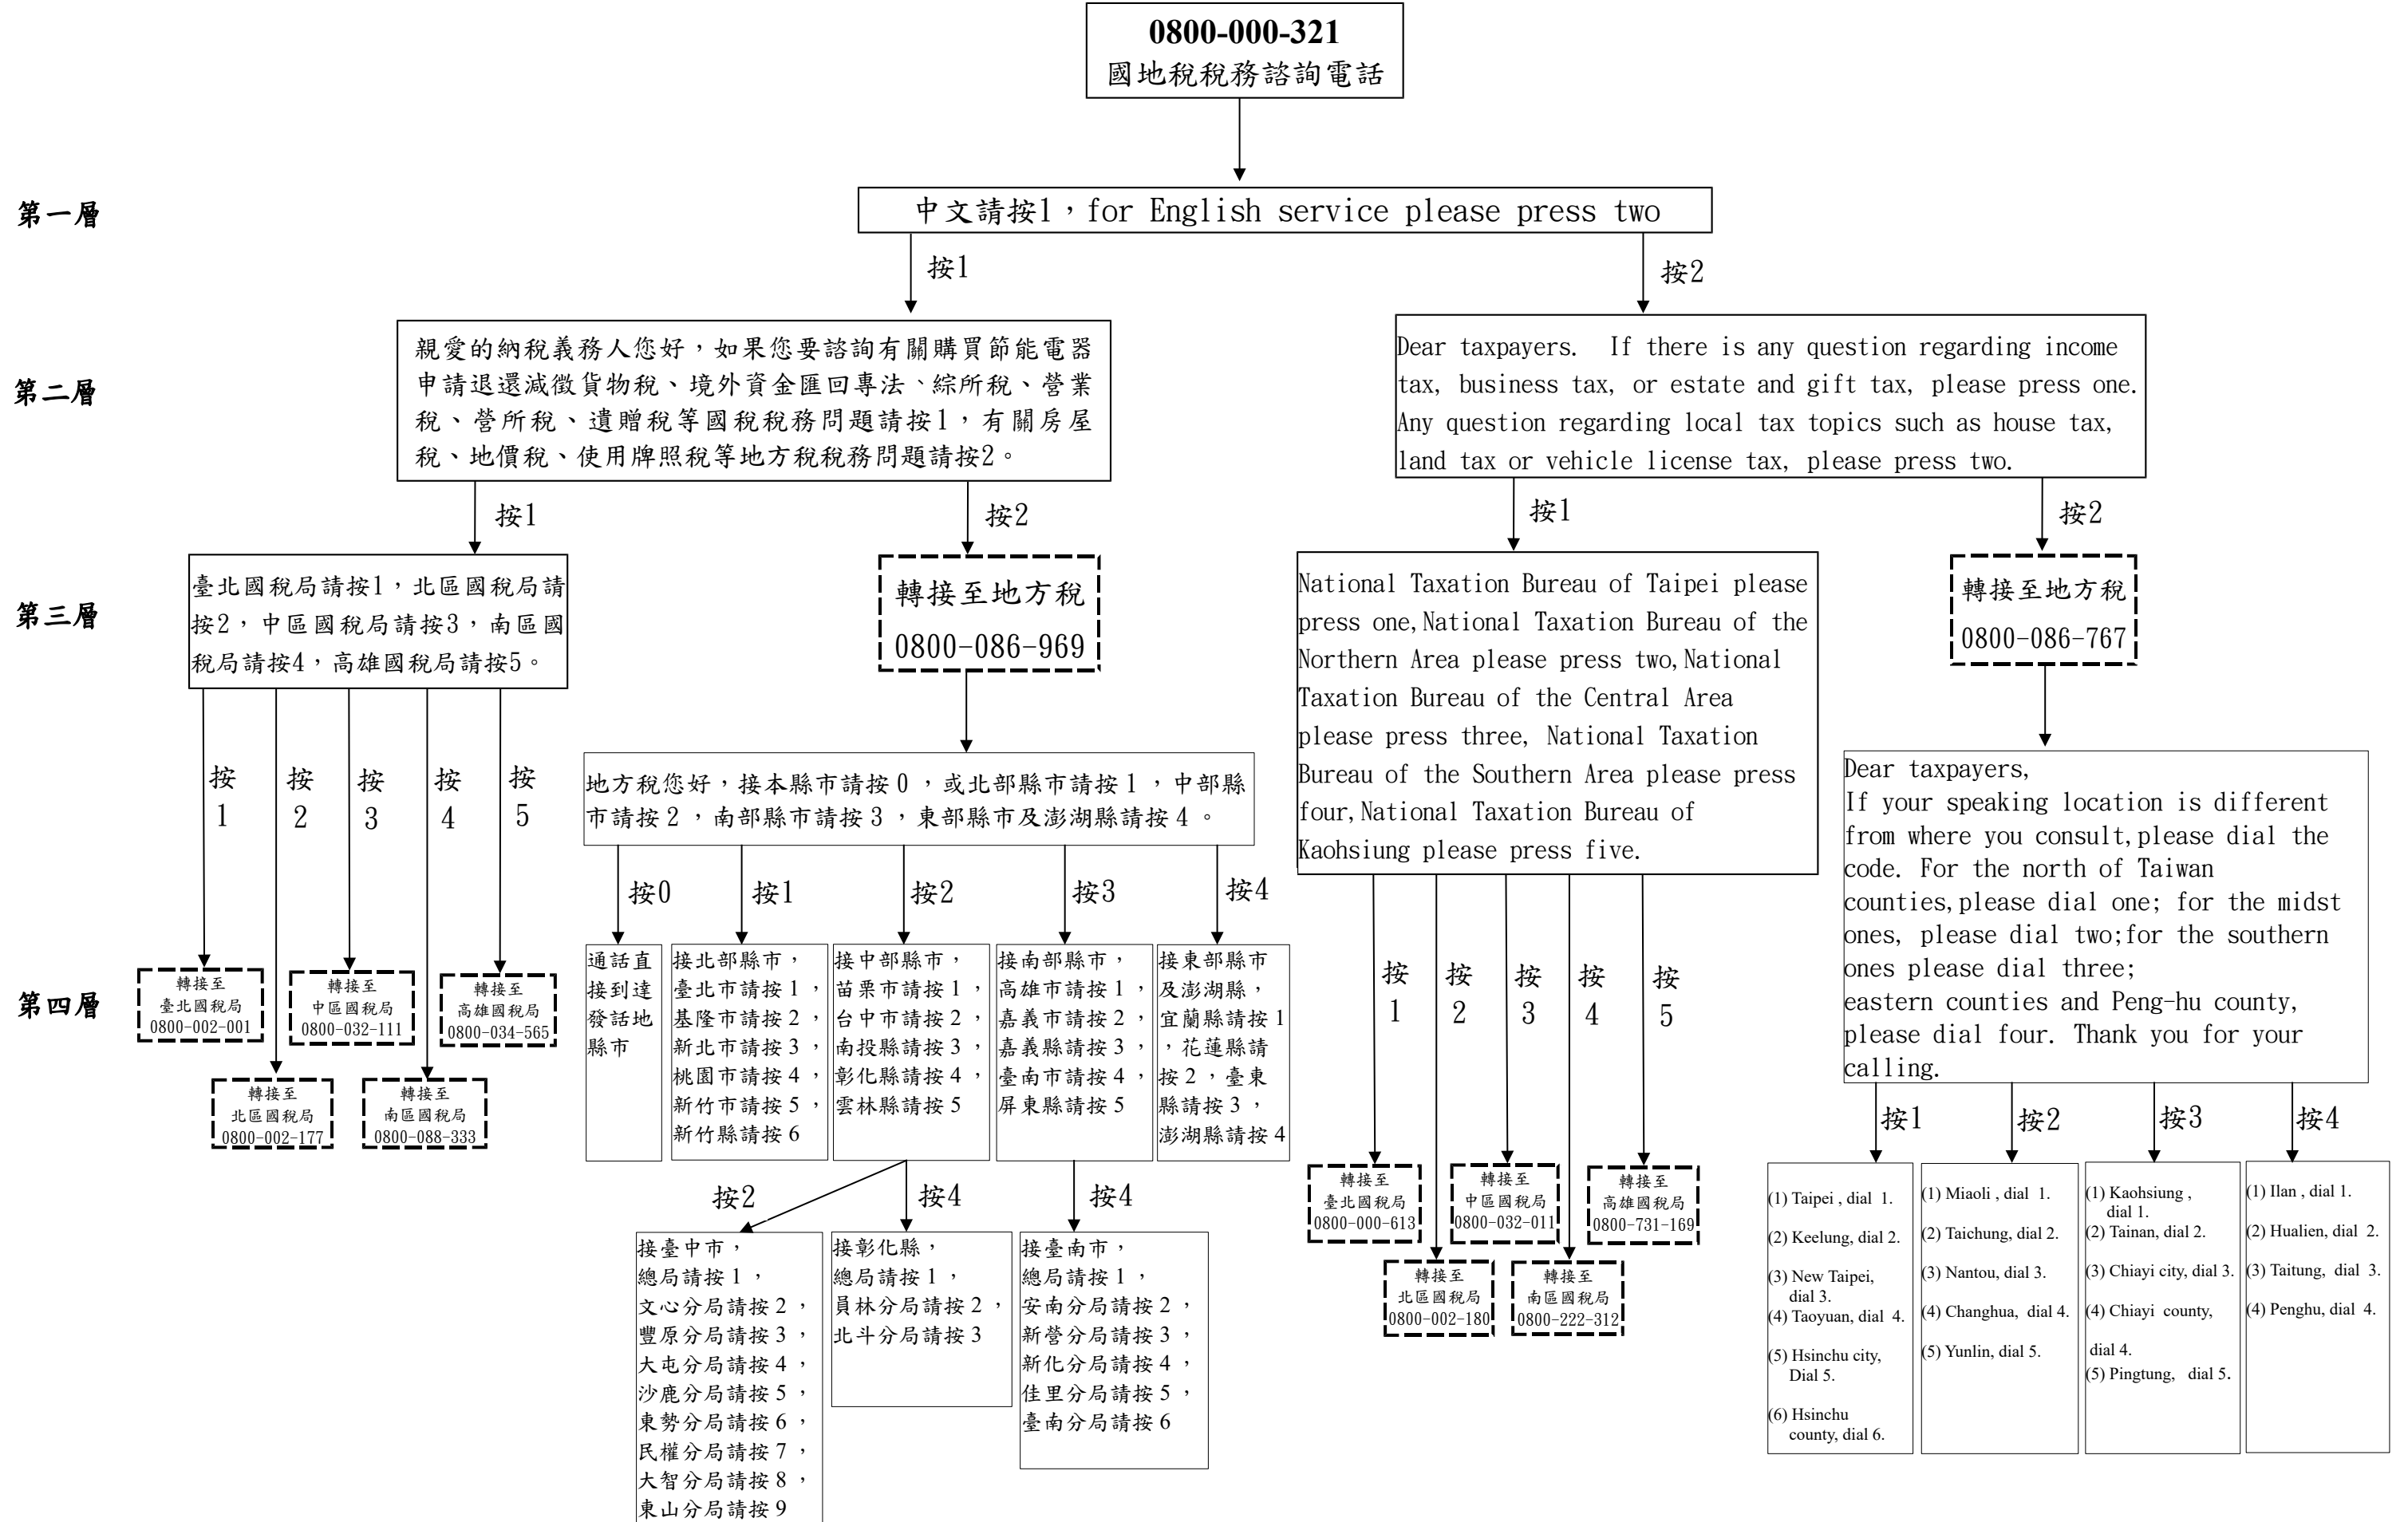 0800-000-321
國地稅稅務諮詢電話
第一層
中文請按1，for English service please press two
按1
按2
第二層
親愛的納稅義務人您好，如果您要諮詢有關購買節能電器
申請退還減徵貨物稅、境外資金匯回專法、綜所稅、營業
稅、營所稅、遺贈稅等國稅稅務問題請按1，有關房屋
稅、地價稅、使用牌照稅等地方稅稅務問題請按2。
Dear taxpayers.  If there is any question regarding income
tax, business tax, or estate and gift tax, please press one.
Any question regarding local tax topics such as house tax,
land tax or vehicle license tax, please press two.
按1
按2
按1
按2
第三層
臺北國稅局請按1，北區國稅局請
按2，中區國稅局請按3，南區國
稅局請按4，高雄國稅局請按5。
轉接至地方稅
0800-086-969
National Taxation Bureau of Taipei please
press one,National Taxation Bureau of the
Northern Area please press two,National
Taxation Bureau of the Central Area
please press three, National Taxation
Bureau of the Southern Area please press
four,National Taxation Bureau of
Kaohsiung please press five.
轉接至地方稅
0800-086-767
按
1
按
2
按
3
按
4
按
5
地方稅您好，接本縣市請按0，或北部縣市請按1，中部縣
市請按2，南部縣市請按3，東部縣市及澎湖縣請按4。
Dear taxpayers,
If your speaking location is different
from where you consult,please dial the
code. For the north of Taiwan
counties,please dial one; for the midst
ones, please dial two;for the southern
ones please dial three;
eastern counties and Peng-hu county,
please dial four. Thank you for your
calling.
按0
按1
按2
按3
按4
按
1
按
2
按
3
按
4
按
5
第四層
轉接至
臺北國稅局
0800-002-001
轉接至
中區國稅局
0800-032-111
轉接至
高雄國稅局
0800-034-565
轉接至
北區國稅局
0800-002-177
轉接至
南區國稅局
0800-088-333
通話直
接到達
發話地
縣市
接北部縣市，
臺北市請按1，
基隆市請按2，
新北市請按3，
桃園市請按4，
新竹市請按5，
新竹縣請按6
接中部縣市，
苗栗市請按1，
台中市請按2，
南投縣請按3，
彰化縣請按4，
雲林縣請按5
接南部縣市，
高雄市請按1，
嘉義市請按2，
嘉義縣請按3，
臺南市請按4，
屏東縣請按5
接東部縣市
及澎湖縣，
宜蘭縣請按1
，花蓮縣請
按2，臺東
縣請按3，
澎湖縣請按4
按2
按4
按4
接臺中市，
總局請按1，
文心分局請按2，
豐原分局請按3，
大屯分局請按4，
沙鹿分局請按5，
東勢分局請按6，
民權分局請按7，
大智分局請按8，
東山分局請按9
接彰化縣，
總局請按1，
員林分局請按2，
北斗分局請按3
接臺南市，
總局請按1，
安南分局請按2，
新營分局請按3，
新化分局請按4，
佳里分局請按5，
臺南分局請按6
轉接至
臺北國稅局
0800-000-613
轉接至
中區國稅局
0800-032-011
轉接至
高雄國稅局
0800-731-169
轉接至
北區國稅局
0800-002-180
轉接至
南區國稅局
0800-222-312
按1
按2
按3
按4
(1) Taipei , dial  1.
(2) Keelung, dial 2.
(3) New Taipei,
dial 3.
(4) Taoyuan, dial  4.
(5) Hsinchu city,
Dial 5.
(6) Hsinchu
county, dial 6.
(1) Miaoli , dial  1.
(2) Taichung, dial 2.
(3) Nantou, dial 3.
(4) Changhua,  dial 4.
(5) Yunlin, dial 5.
(1) Kaohsiung ,
dial 1.
(2) Tainan, dial 2.
(3) Chiayi city, dial 3.
(4) Chiayi  county,
dial 4.
(5) Pingtung,   dial 5.
(1) Ilan , dial 1.
(2) Hualien, dial  2.
(3) Taitung,  dial  3.
(4) Penghu, dial  4.